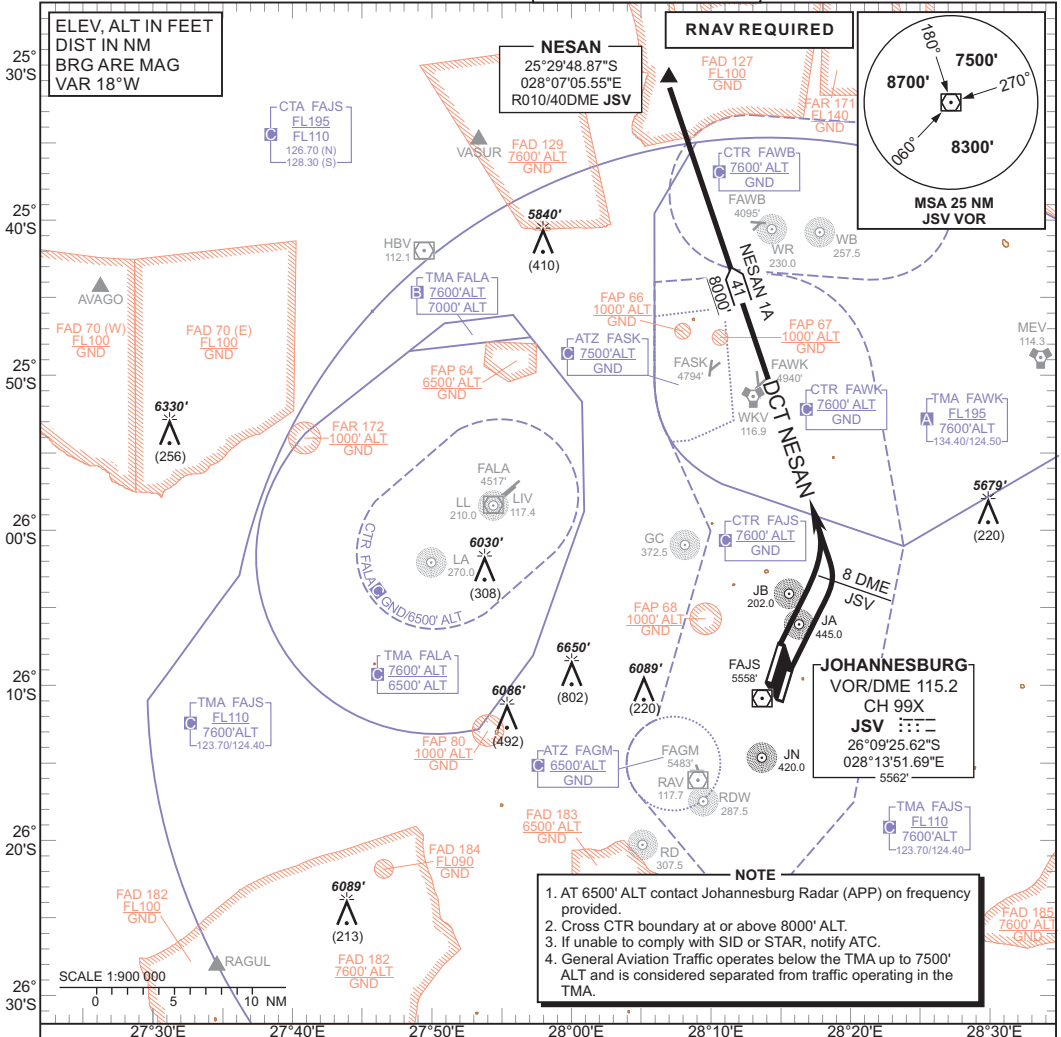 ELEV, ALT IN FEET
DIST IN NM
BRG ARE MAG
VAR 18°W
NESAN
25°29'48.87"S
028°07'05.55"E
R010/40DME JSV
RNAV REQUIRED
180°
7500'
8700'
270°
060°
8300'
MSA 25 NM
JSV VOR
25°
30'S
25°
40'S
25°
50'S
26°
00'S
26°
10'S
26°
20'S
26°
30'S
CTA FAJS
FL195
FL110
126.70 (N)
128.30 (S)
C
VASUR
FAD 129
7600' ALT
GND
FAD 127
FL100
GND
FAR 171
FL140
GND
CTR FAWB
7600' ALT
GND
C
FAWB
4095'
WR
230.0
WB
257.5
5840'
(410)
HBV
112.1
TMA FALA
7600'ALT
7000' ALT
B
AVAGO
FAD 70 (W)
FL100
GND
FAD 70 (E)
FL100
GND
NESAN 1A
41
8000'
FAP 66
1000' ALT
GND
FAP 67
1000' ALT
GND
ATZ FASK
7500'ALT
GND
C
FASK
4794'
FAWK
4940'
WKV
116.9
MEV
114.3
FAP 64
6500' ALT
GND
CTR FAWK
7600' ALT
GND
C
TMA FAWK
FL195
7600'ALT
134.40/124.50
A
DCT NESAN
6330'
(256)
FAR 172
1000' ALT
GND
FALA
4517'
LL
210.0
LIV
117.4
5679'
(220)
CTR FAJS
7600' ALT
GND
C
GC
372.5
6030'
(308)
LA
270.0
CTR FALA C GND/6500' ALT
8 DME
JSV
JB
202.0
JA
445.0
FAP 68
1000' ALT
GND
TMA FALA
7600' ALT
6500' ALT
C
6650'
(802)
6089'
(220)
FAJS
5558'
JOHANNESBURG
VOR/DME 115.2
CH 99X
JSV
26°09'25.62"S
028°13'51.69"E
5562'
6086'
(492)
TMA FAJS
FL110
7600'ALT
123.70/124.40
C
FAP 80
1000' ALT
GND
ATZ FAGM
6500'ALT
GND
C
FAGM
5483'
RAV
117.7
RDW
287.5
JN
420.0
TMA FAJS
FL110
7600'ALT
123.70/124.40
C
FAD 183
6500' ALT
GND
RD
307.5
FAD 184
FL090
GND
FAD 182
FL100
GND
6089'
(213)
FAD 182
7600' ALT
GND
RAGUL
FAD 185
7600' ALT
GND
NOTE
1. AT 6500' ALT contact Johannesburg Radar (APP) on frequency
provided.
2. Cross CTR boundary at or above 8000' ALT.
3. If unable to comply with SID or STAR, notify ATC.
4. General Aviation Traffic operates below the TMA up to 7500'
ALT and is considered separated from traffic operating in the
TMA.
SCALE 1:900 000
0 5 10 NM
27°30'E 27°40'E 27°50'E 28°00'E 28°10'E 28°20'E 28°30'E